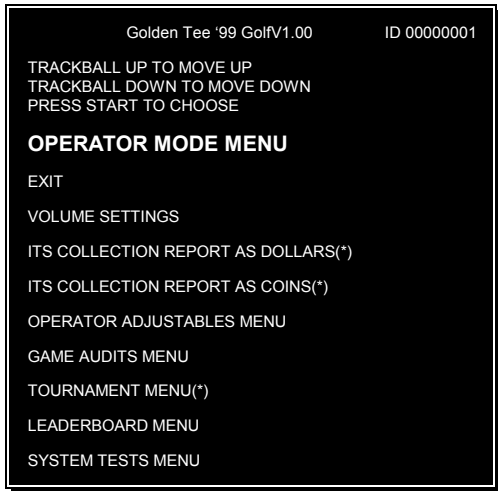 Golden Tee ‘99 GolfV1.00 ID 00000001
TRACKBALL UP TO MOVE UP
TRACKBALL DOWN TO MOVE DOWN
PRESS START TO CHOOSE
OPERATOR MODE MENU
EXIT
VOLUME SETTINGS
ITS COLLECTION REPORT AS DOLLARS(*)
ITS COLLECTION REPORT AS COINS(*)
OPERATOR ADJUSTABLES MENU
GAME AUDITS MENU
TOURNAMENT MENU(*)
LEADERBOARD MENU
SYSTEM TESTS MENU